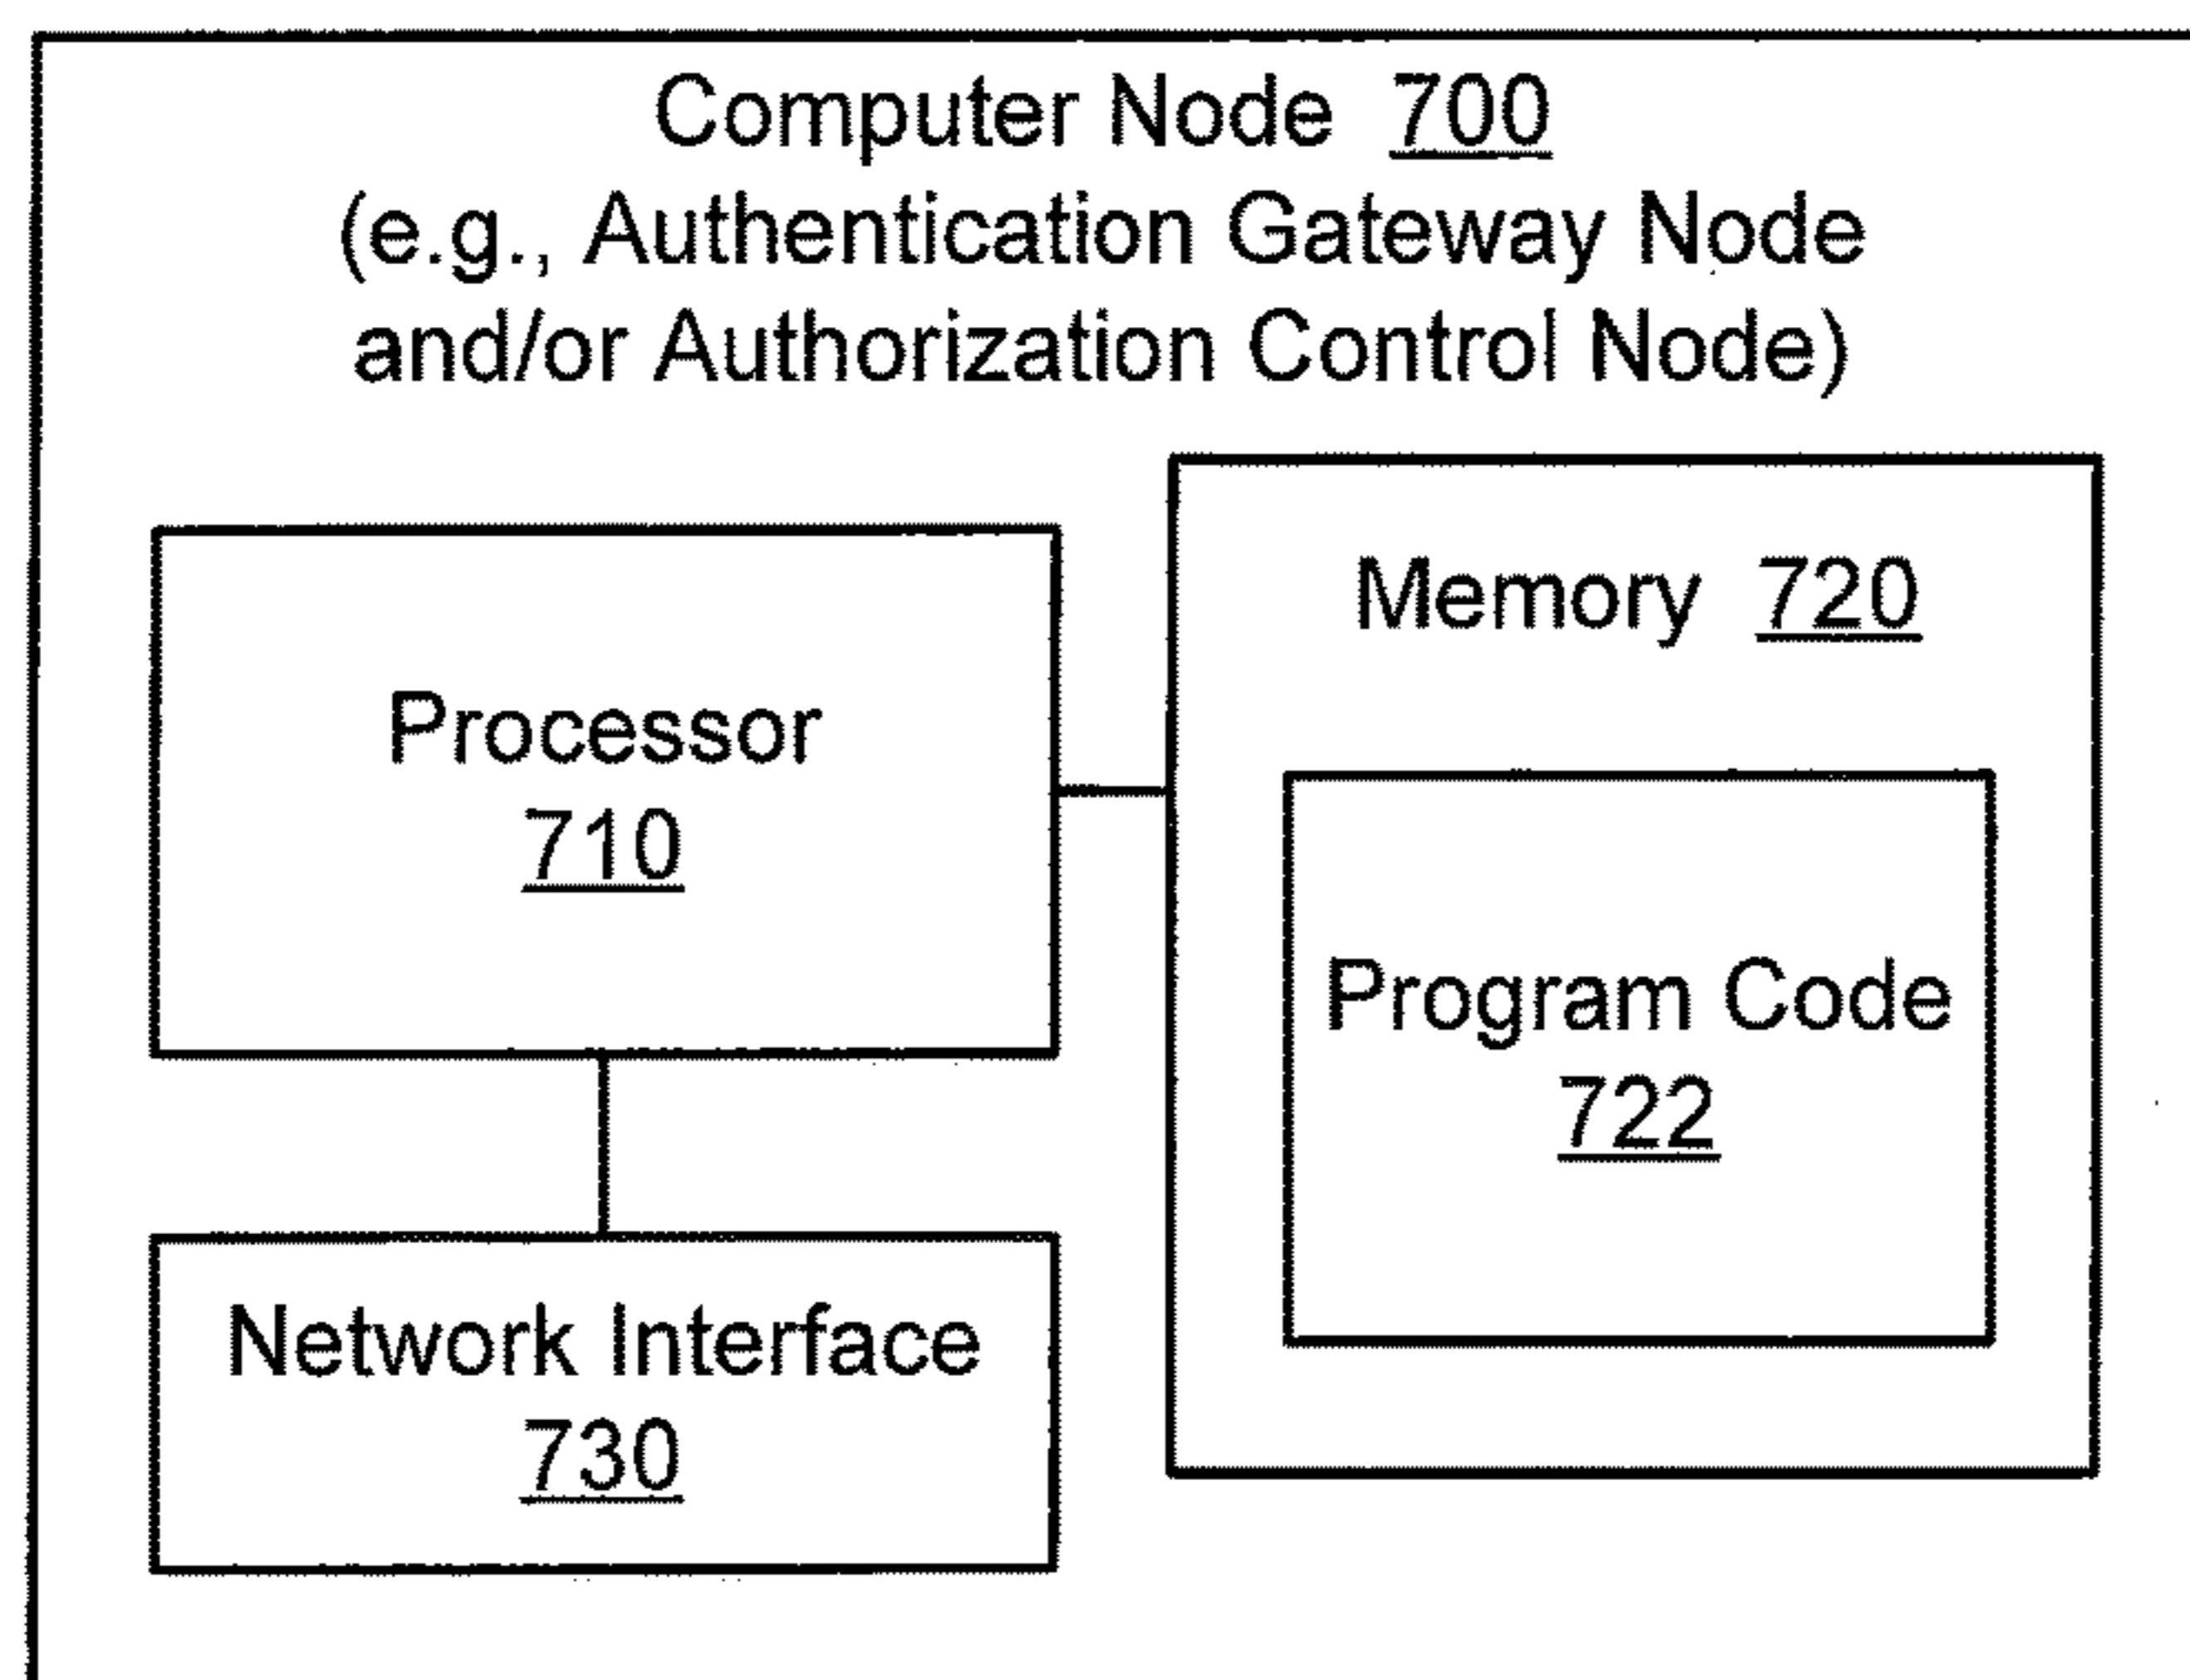 Computer Node 700
(e.g., Authentication Gateway Node
and/or Authorization Control Node)
Processor
710
Memory 720
Program Code
722
Network Interface
730